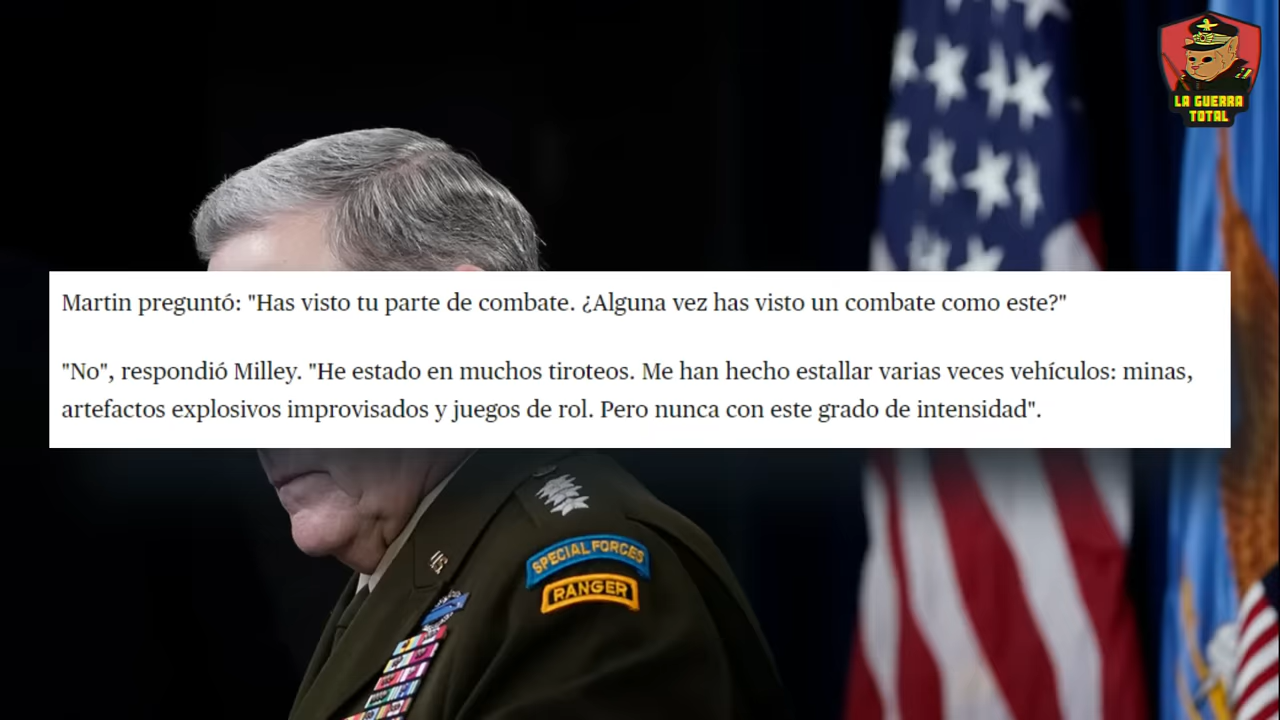 LA GUERRA
TOTAL
Martin preguntó: "Has visto tu parte de combate. ¿Alguna vez has visto un combate como este?"
"No", respondió Milley. "He estado en muchos tiroteos. Me han hecho estallar varias veces vehículos: minas,
artefactos explosivos improvisados y juegos de rol. Pero nunca con este grado de intensidad".
SPECIAL FORCES
RANGER